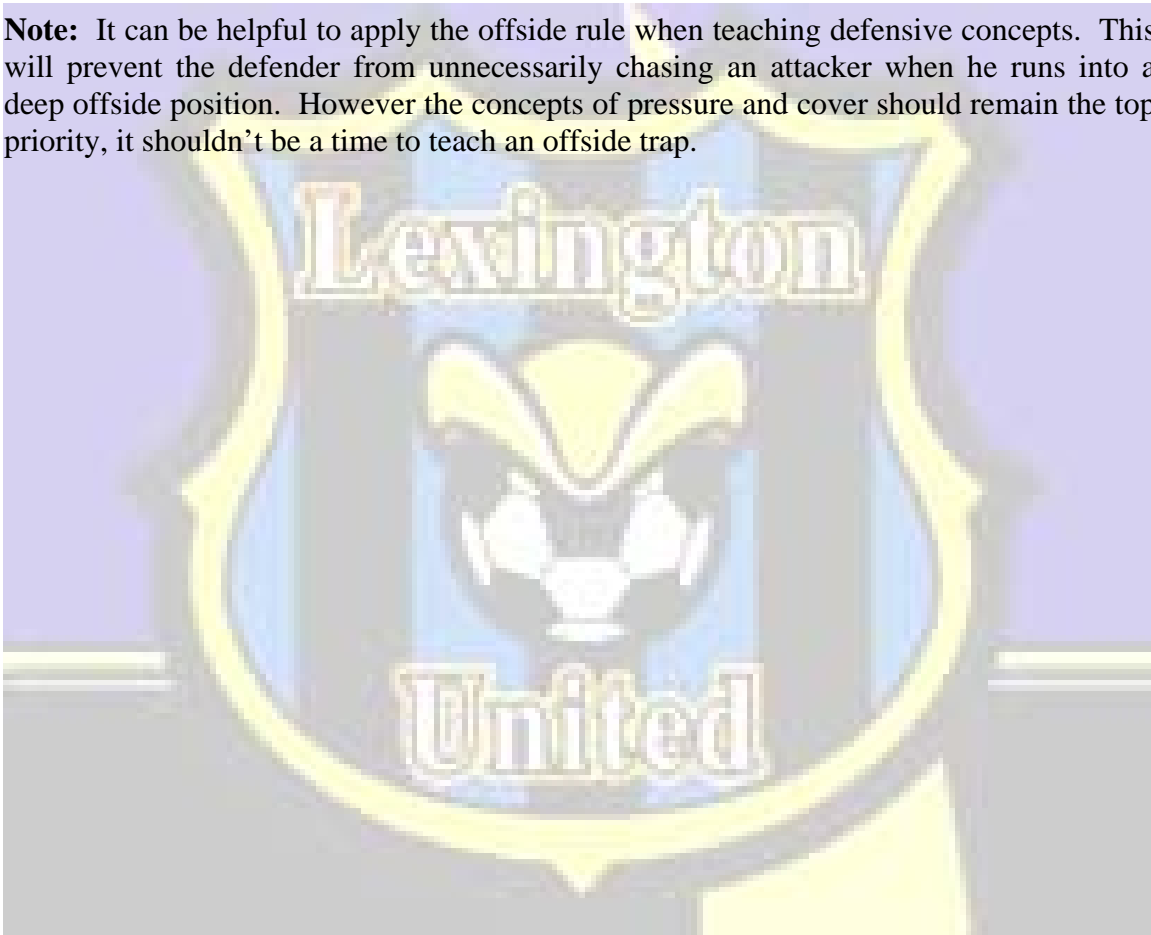 Note: It can be helpful to apply the offside rule when teaching defensive concepts. This
will prevent the defender from unnecessarily chasing an attacker when he runs into a
deep offside position. However the concepts of pressure and cover should remain the top
priority, it shouldn’t be a time to teach an offside trap.
Lexington
United